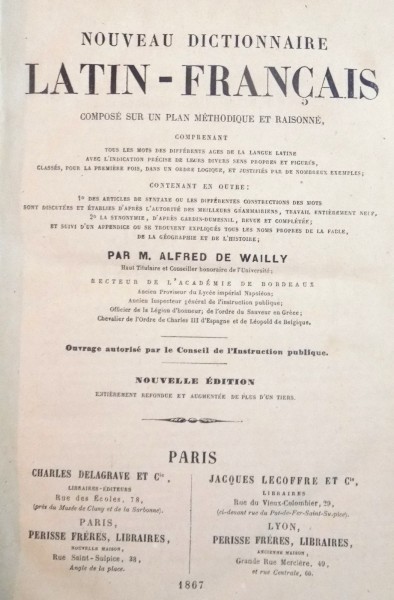 NOUVEAU DICTIONNAIRE
LATIN-FRANÇAIS
COMPOSÉ SUR UN PLAN MÉTHODIQUE ET RAISONNÉ,
COMPRENANT
TOUS LES MOTS DES DIFFÉRENTS AGES DE LA LANGUE LATINE
AVEC L'INDICATION PRÉCISE DE LEURS DIVERS SENS PROPRES ET FIGURÉS,
CLASSÉS, POUR LA PREMIÈRE FOIS, DANS UN ORDRE LOGIQUE, ET JUSTIFIÉS PAR DE NOMBREUX EXEMPLES;
CONTENANT EN OUTRE:
1º DES ARTICLES DE SYNTAXE OU LES DIFFÉRENTES CONSTRUCTIONS DES MOTS
SONT DISCUTÉES ET ÉTABLIES D'APRÈS L'AUTORITÉ DES MEILLEURS GRAMMAIRIENS, TRAVAIL ENTIÈREMENT NEUF,
2º LA SYNONYMIE, D'APRÈS GARDIN-DUMESNIL, REVUE ET COMPLÉTÉE;
ET SUIVI D'UN APPENDICE OU SE TROUVENT EXPLIQUÉS TOUS LES NOMS PROPRES DE LA FABLE,
DE LA GÉOGRAPHIE ET DE L'HISTOIRE;
PAR M. ALFRED DE WAILLY
Haut Titulaire et Conseiller honoraire de l'Université;
RECTEUR DE L'ACADÉMIE DE BORDEAUX
Ancien Proviseur du Lycée impérial Napoléon;
Ancien Inspecteur général de l'instruction publique;
Officier de la Légion d'honneur; de l'ordre du Sauveur en Grèce;
Chevalier de l'Ordre de Charles III d'Espagne et de Léopold de Belgique.
Ouvrage autorisé par le Conseil de l'Instruction publique.
NOUVELLE ÉDITION
ENTIÈREMENT REFONDUE ET AUGMENTÉE DE PLUS D'UN TIERS.
PARIS
CHARLES DELAGRAVE ET Cie,
LIBRAIRES-ÉDITEURS
Rue des Écoles, 78,
(près du Musée de Cluny et de la Sorbonne).
PARIS,
PERISSE FRÈRES, LIBRAIRES,
NOUVELLE MAISON,
Rue Saint-Sulpice, 38,
Angle de la place.
JACQUES LECOFFRE ET Cie,
LIBRAIRES
Rue du Vieux-Colombier, 29,
(ci-devant rue du Pot-de-Fer-Saint-Sulpice).
LYON,
PERISSE FRÈRES, LIBRAIRES,
ANCIENNE MAISON,
Grande Rue Mercière, 49,
et rue Centrale,
1867